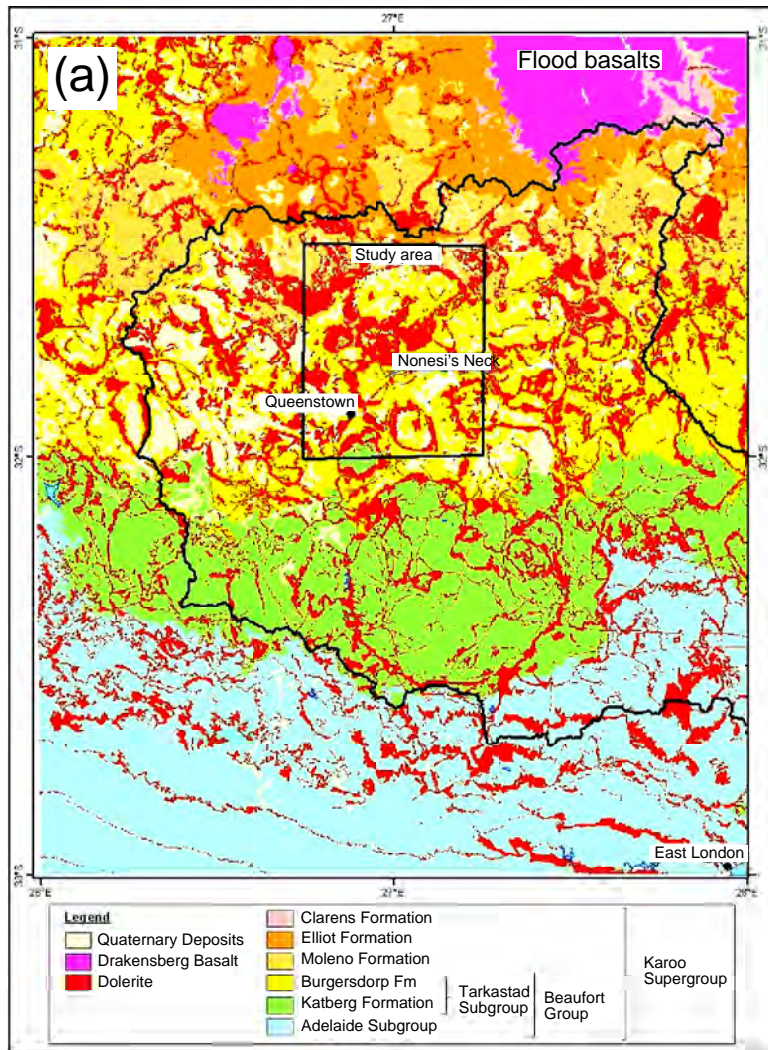 27°E
31°S
31°S
(a)
Flood basalts
Study area
Nonesi's Neck
Queenstown
32°S
32°S
East London
33°S
27°E
Legend
Quaternary Deposits
Drakensberg Basalt
Dolerite
Clarens Formation
Elliot Formation
Moleno Formation
Burgersdorp Fm
Katberg Formation
Adelaide Subgroup
Tarkastad
Subgroup
Beaufort
Group
Karoo
Supergroup